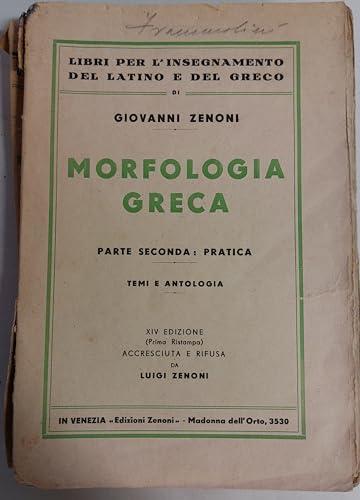 LIBRI PER L'INSEGNAMENTO
DEL LATINO E DEL GRECO
DI
GIOVANNI ZENONI
MORFOLOGIA
GRECA
PARTE SECONDA: PRATICA
TEMI E ANTOLOGIA
XIV EDIZIONE
(Prima Ristampa)
ACCRESCIUTA E RIFUSA
DA
LUIGI ZENONI
IN VENEZIA «Edizioni Zenoni» - Madonna dell'Orto, 3530